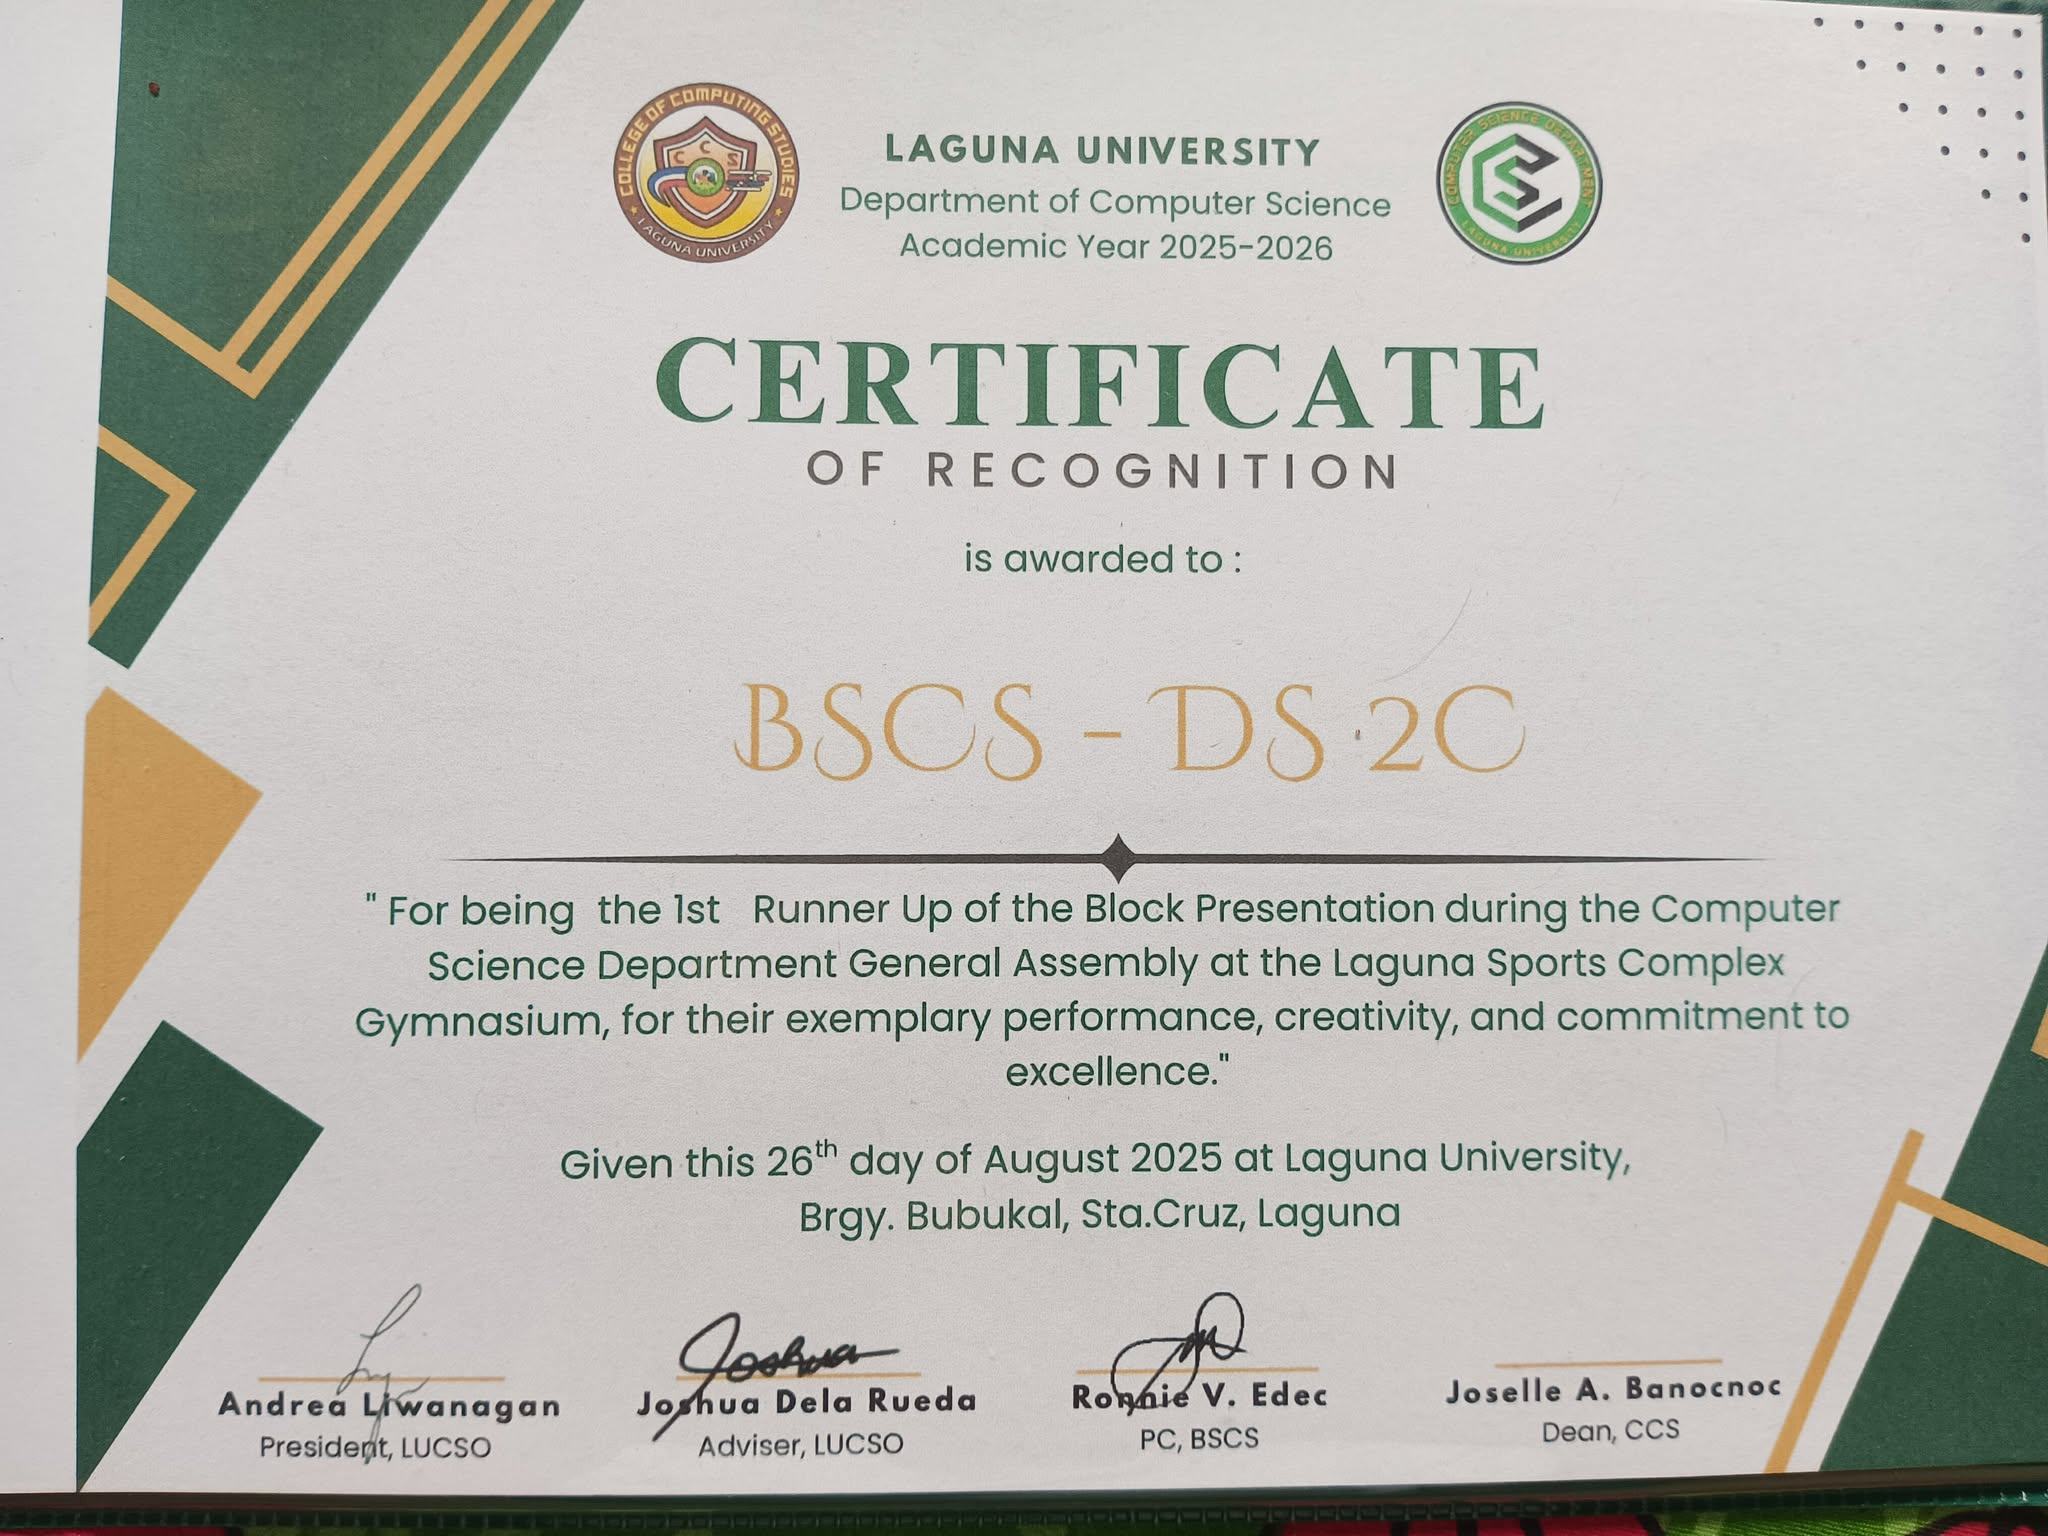 COLLEGE OF COMPUTING STUDIES
CCS
LAGUNA UNIVERSITY
LAGUNA UNIVERSITY
Department of Computer Science
Academic Year 2025-2026
COMPUTER SCIENCE DEPARTMENT
LAGUNA UNIVERSITY
CERTIFICATE
OF RECOGNITION
is awarded to :
BSCS - DS 2C
" For being the 1st Runner Up of the Block Presentation during the Computer
Science Department General Assembly at the Laguna Sports Complex
Gymnasium, for their exemplary performance, creativity, and commitment to
excellence."
Given this 26th day of August 2025 at Laguna University,
Brgy. Bubukal, Sta.Cruz, Laguna
Joshua
Andrea Liwanagan
Joshua Dela Rueda
Ronnie V. Edec
Joselle A. Banocnoc
President, LUCSO
Adviser, LUCSO
PC, BSCS
Dean, CCS